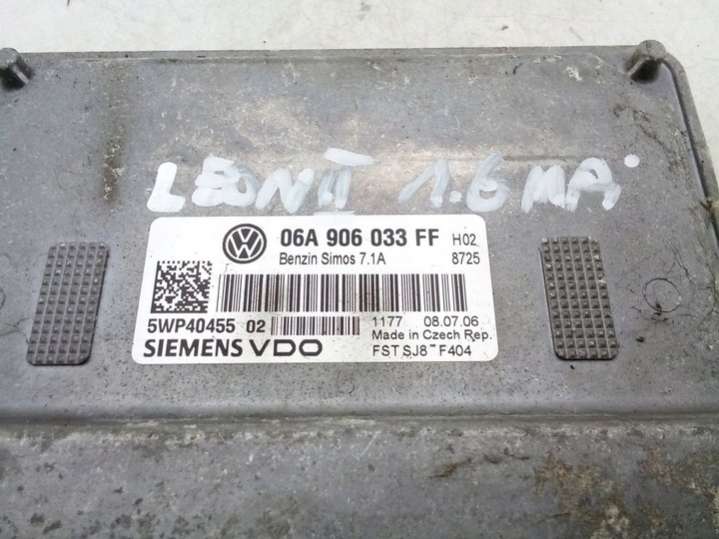 LEON II 1.6 MPi
06A 906 033 FF H02
Benzin Simos 7.1A 8725
5WP40455 02 1177 08.07.06
Made in Czech Rep.
SIEMENS VDO FST SJ8 F404